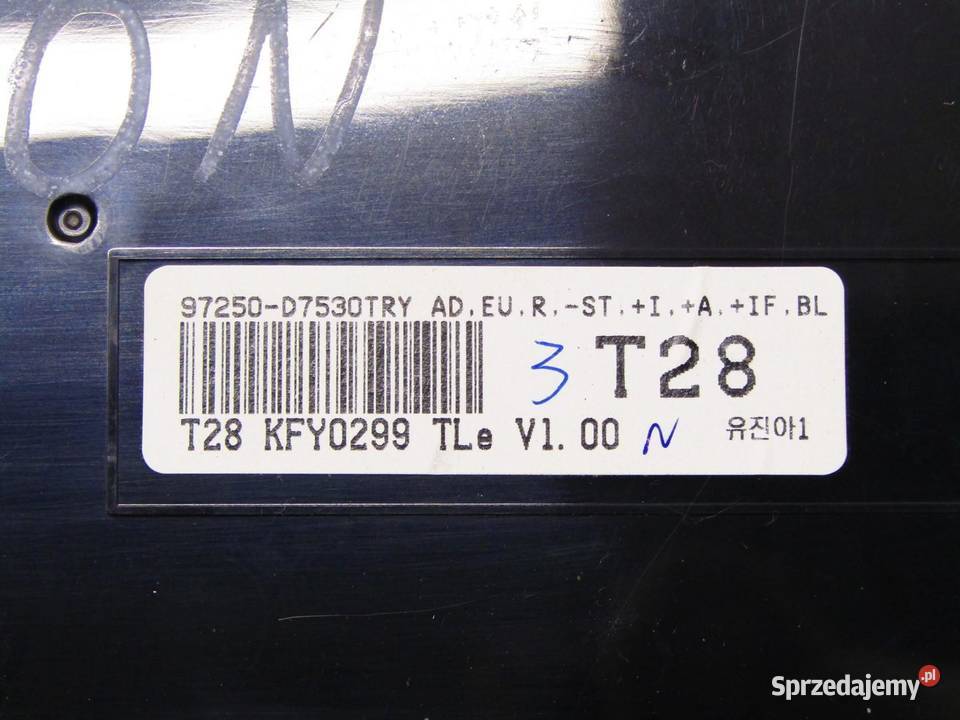 ON
97250-D7530TRY AD.EU.R.-ST.+I.+A.+IF.BL
3 T28
T28 KFY0299 TLe V1.00 N 유진아1
Sprzedajemy.pl